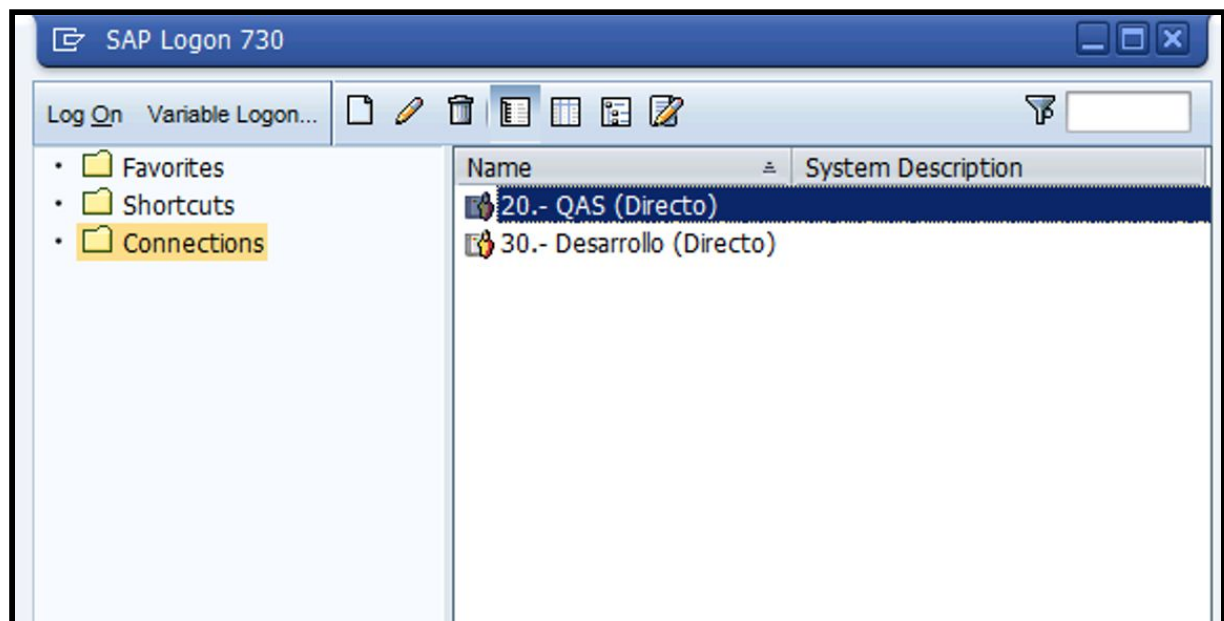 SAP Logon 730
Log On Variable Logon...
Favorites
Shortcuts
Connections
Name System Description
20.- QAS (Directo)
30.- Desarrollo (Directo)